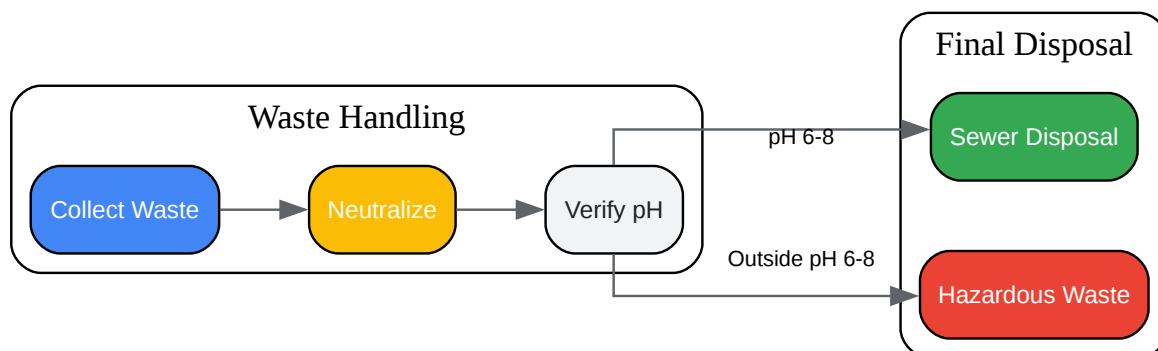 Final Disposal
Waste Handling
pH 6-8
Sewer Disposal
Collect Waste
Neutralize
Verify pH
Outside pH 6-8
Hazardous Waste